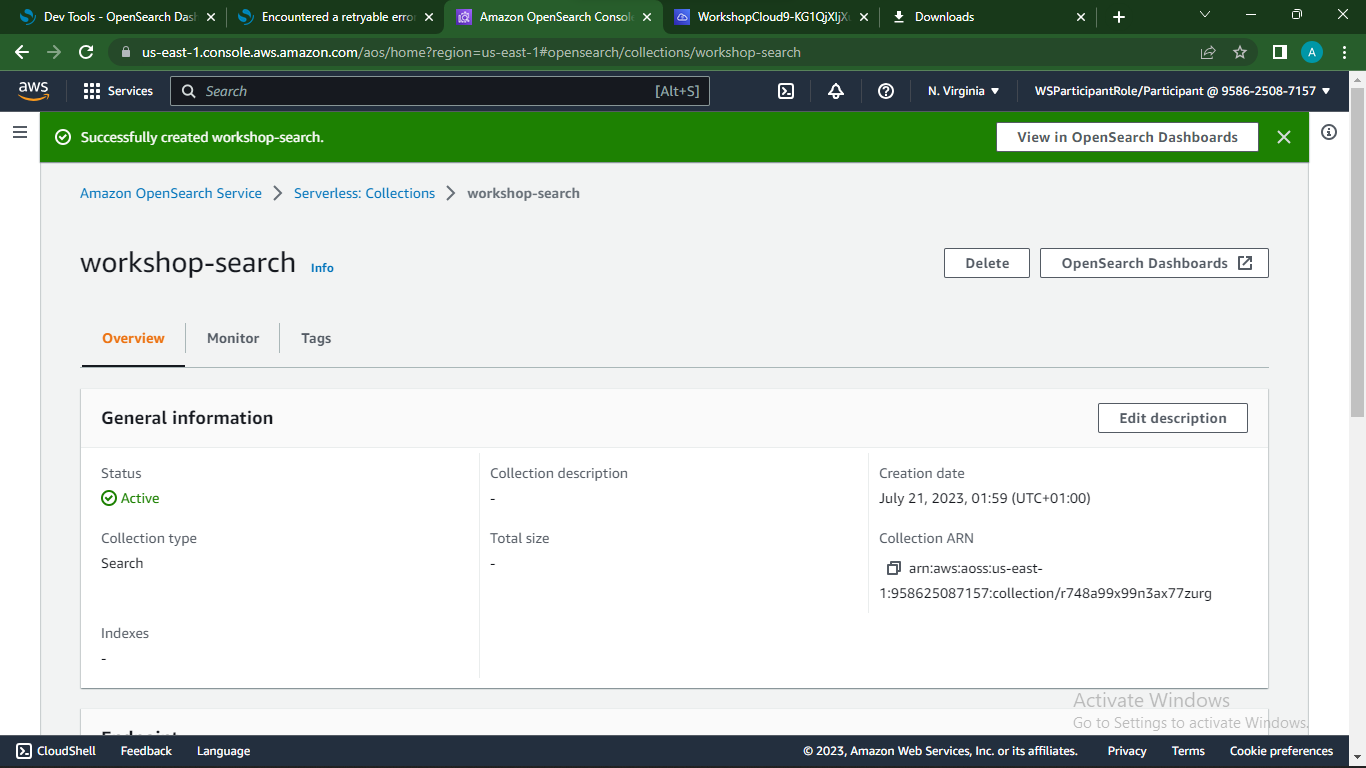 Dev Tools - OpenSearch Das
Encountered a retryable erro
Amazon OpenSearch Consol
WorkshopCloud9-KG1QjXIjX
Downloads
us-east-1.console.aws.amazon.com/aos/home?region=us-east-1#opensearch/collections/workshop-search
A
aws
Services
Search
[Alt+S]
N. Virginia
WSParticipantRole/Participant @ 9586-2508-7157
Successfully created workshop-search.
View in OpenSearch Dashboards
Amazon OpenSearch Service
Serverless: Collections
workshop-search
workshop-search Info
Delete
OpenSearch Dashboards
Overview
Monitor
Tags
General information
Edit description
Status
Active
Collection type
Search
Indexes
-
Collection description
-
Total size
-
Creation date
July 21, 2023, 01:59 (UTC+01:00)
Collection ARN
arn:aws:aoss:us-east-
1:958625087157:collection/r748a99x99n3ax77zurg
Endpoint
Activate Windows
Go to Settings to activate Windows.
CloudShell
Feedback
Language
© 2023, Amazon Web Services, Inc. or its affiliates.
Privacy
Terms
Cookie preferences